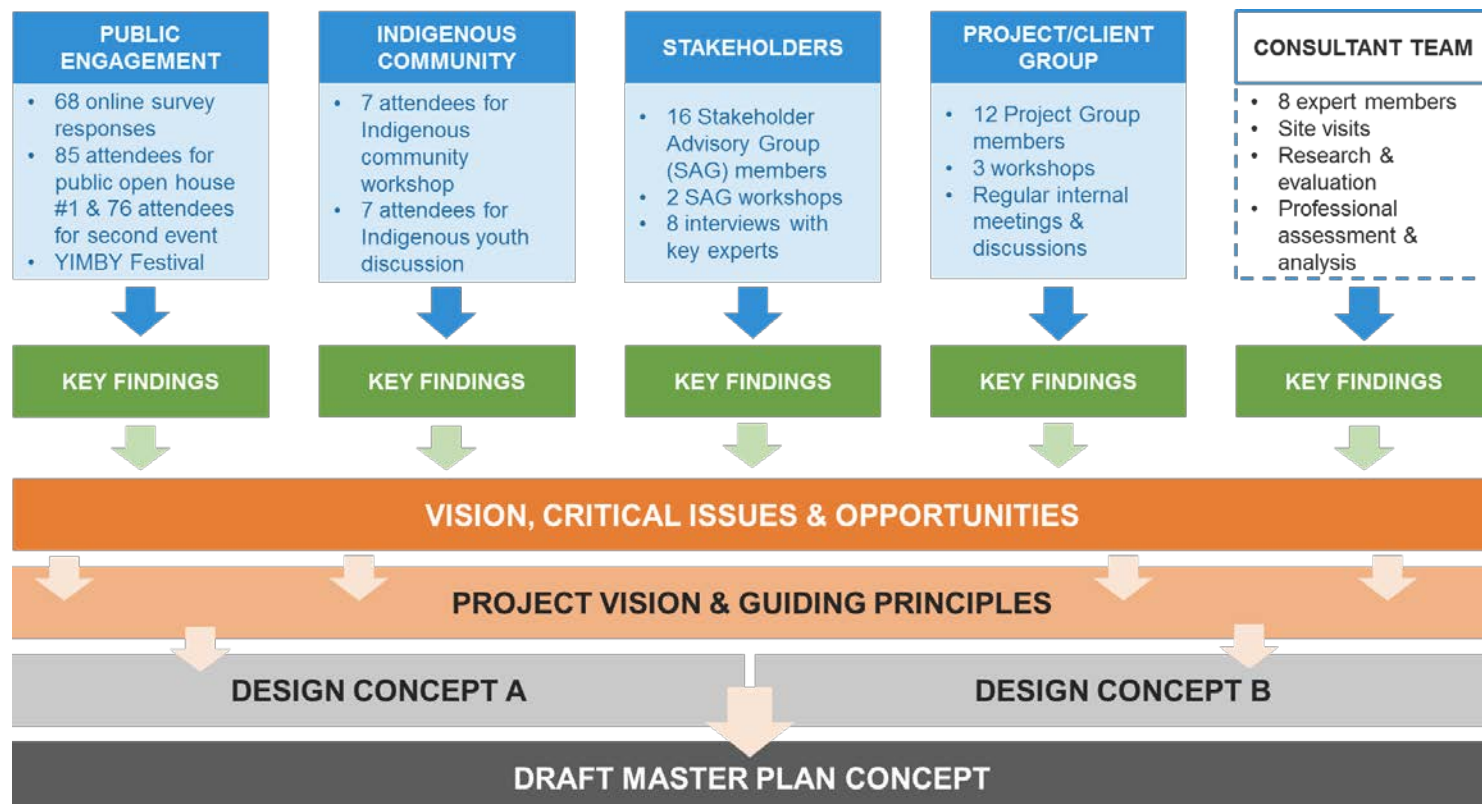 PUBLIC
ENGAGEMENT
• 68 online survey
responses
• 85 attendees for
public open house
#1 & 76 attendees
for second event
• YIMBY Festival
INDIGENOUS
COMMUNITY
• 7 attendees for
Indigenous
community
workshop
• 7 attendees for
Indigenous youth
discussion
STAKEHOLDERS
• 16 Stakeholder
Advisory Group
(SAG) members
• 2 SAG workshops
• 8 interviews with
key experts
PROJECT/CLIENT
GROUP
• 12 Project Group
members
• 3 workshops
• Regular internal
meetings &
discussions
CONSULTANT TEAM
• 8 expert members
• Site visits
• Research &
evaluation
• Professional
assessment &
analysis
KEY FINDINGS
KEY FINDINGS
KEY FINDINGS
KEY FINDINGS
KEY FINDINGS
VISION, CRITICAL ISSUES & OPPORTUNITIES
PROJECT VISION & GUIDING PRINCIPLES
DESIGN CONCEPT A
DESIGN CONCEPT B
DRAFT MASTER PLAN CONCEPT